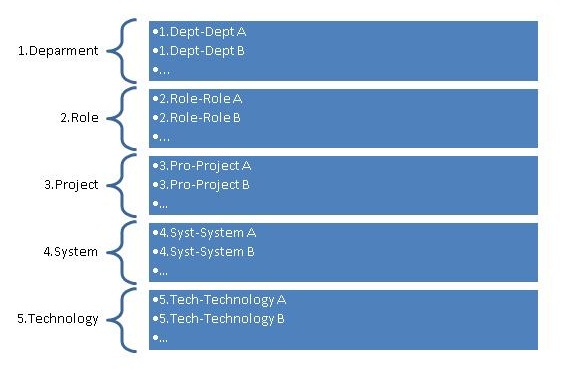 1.Deparment
•1.Dept-Dept A
•1.Dept-Dept B
•...
2.Role
•2.Role-Role A
•2.Role-Role B
•...
3.Project
•3.Pro-Project A
•3.Pro-Project B
•...
4.System
•4.Syst-System A
•4.Syst-System B
•...
5.Technology
•5.Tech-Technology A
•5.Tech-Technology B
•...